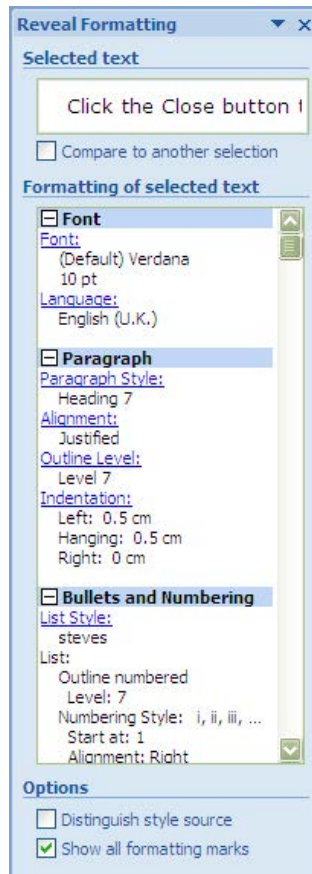 Reveal Formatting
Selected text
Click the Close button t
Compare to another selection
Formatting of selected text
Font
Font:
(Default) Verdana
10 pt
Language:
English (U.K.)
Paragraph
Paragraph Style:
Heading 7
Alignment:
Justified
Outline Level:
Level 7
Indentation:
Left: 0.5 cm
Hanging: 0.5 cm
Right: 0 cm
Bullets and Numbering
List Style:
steves
List:
Outline numbered
Level: 7
Numbering Style: i, ii, iii, ...
Start at: 1
Alignment: Right
Options
Distinguish style source
Show all formatting marks